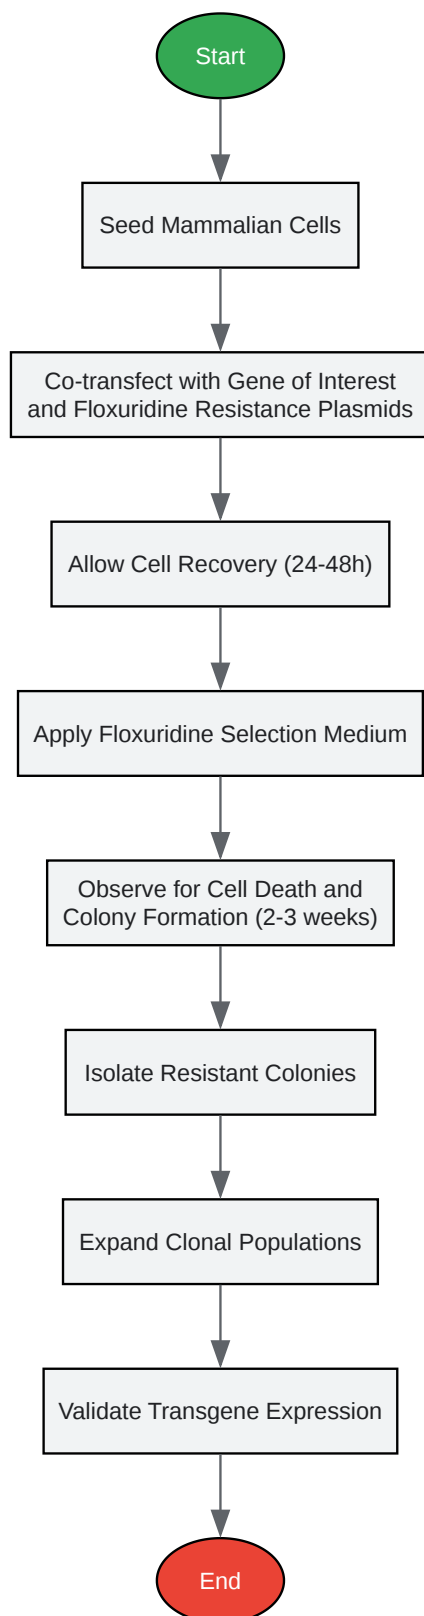 Start
Seed Mammalian Cells
Co-transfect with Gene of Interest
and Floxuridine Resistance Plasmids
Allow Cell Recovery (24-48h)
Apply Floxuridine Selection Medium
Observe for Cell Death and
Colony Formation (2-3 weeks)
Isolate Resistant Colonies
Expand Clonal Populations
Validate Transgene Expression
End